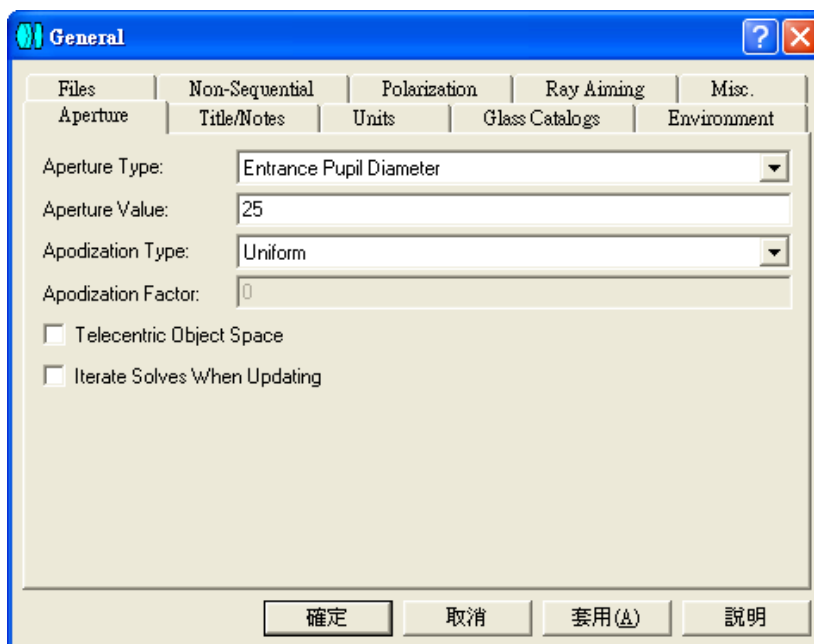 General
Files Non-Sequential Polarization Ray Aiming Misc.
Aperture Title/Notes Units Glass Catalogs Environment
Aperture Type: Entrance Pupil Diameter
Aperture Value: 25
Apodization Type: Uniform
Apodization Factor: 0
Telecentric Object Space
Iterate Solves When Updating
確定 取消 套用(A) 說明